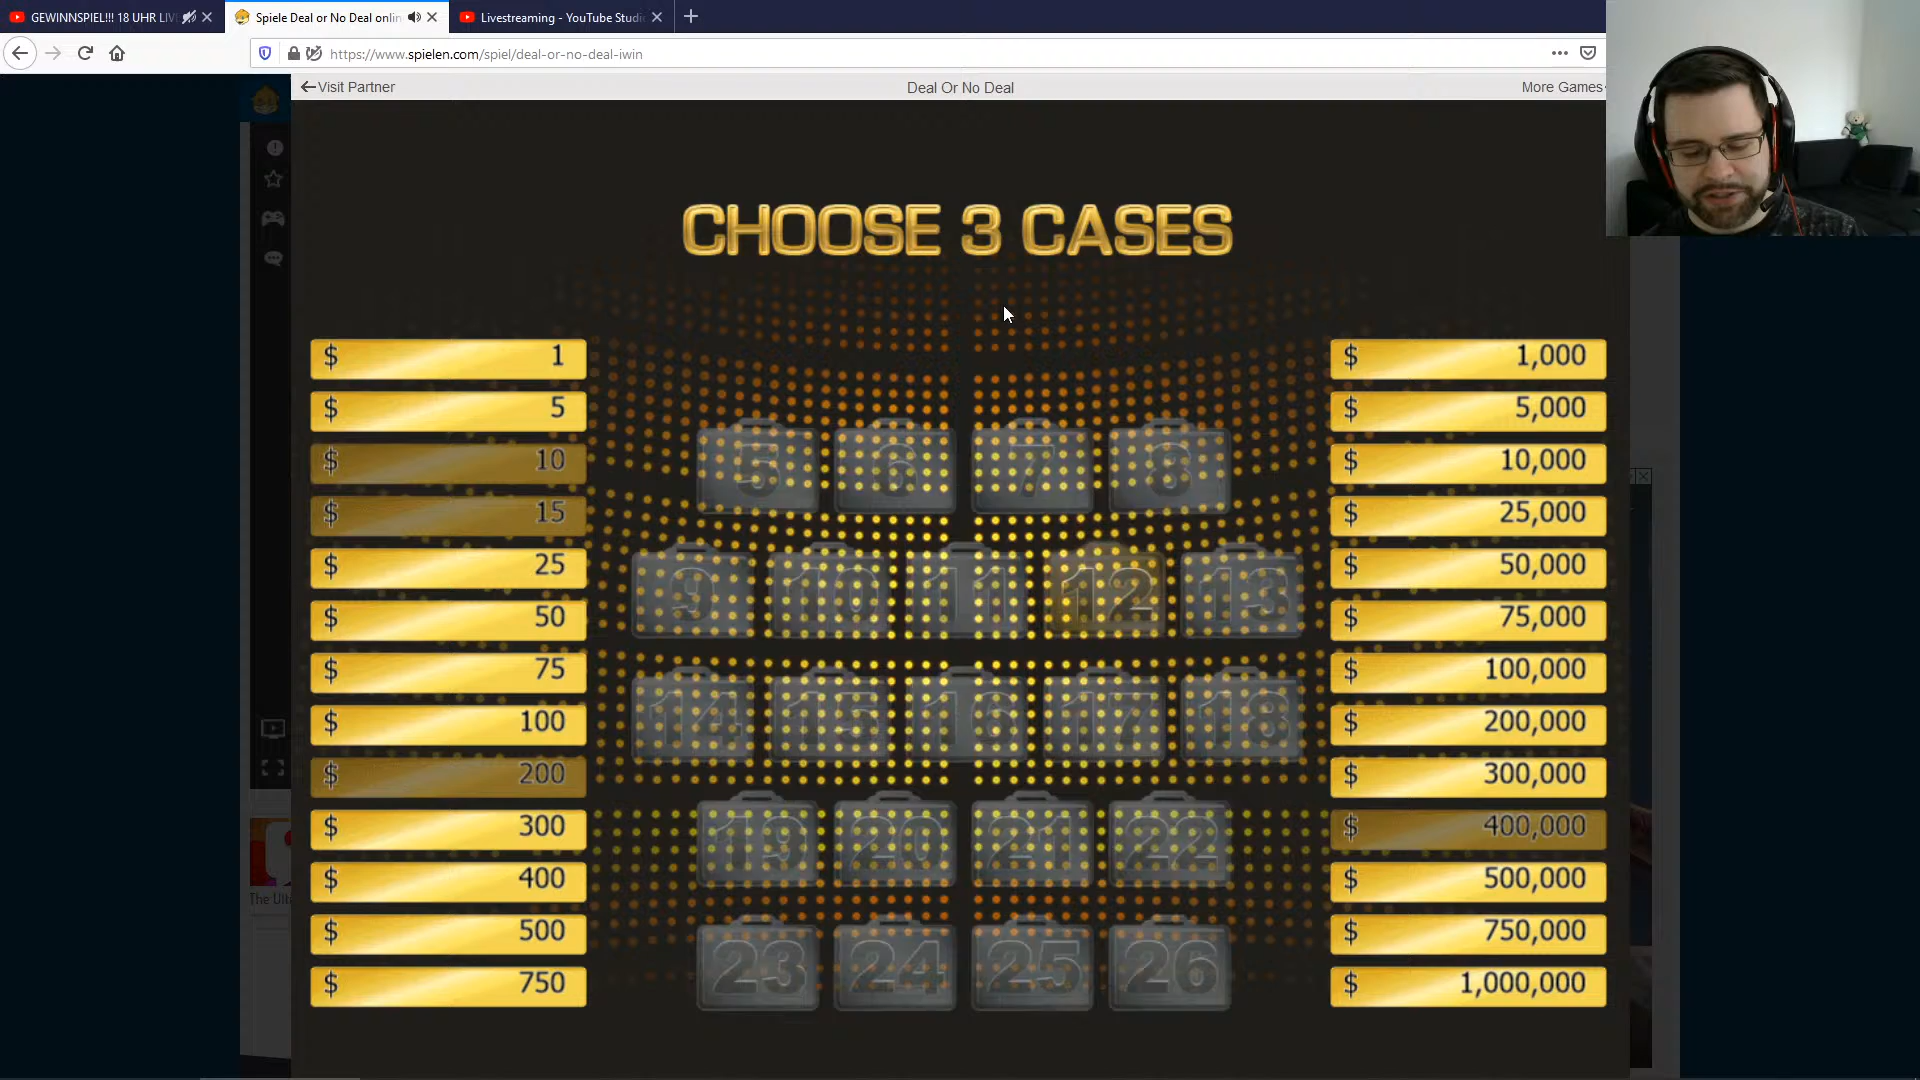 GEWINNSPIEL!!! 18 UHR LIV
Spiele Deal or No Deal onlin
Livestreaming - YouTube Studi
https://www.spielen.com/spiel/deal-or-no-deal-iwin
Visit Partner
Deal Or No Deal
More Games
CHOOSE 3 CASES
$ 1
$ 5
$ 10
$ 15
$ 25
$ 50
$ 75
$ 100
$ 200
$ 300
$ 400
$ 500
$ 750
5 6 7 8
9 10 11 12 13
14 15 16 17 18
19 20 21 22
23 24 25 26
$ 1,000
$ 5,000
$ 10,000
$ 25,000
$ 50,000
$ 75,000
$ 100,000
$ 200,000
$ 300,000
$ 400,000
$ 500,000
$ 750,000
$ 1,000,000
The Ulti